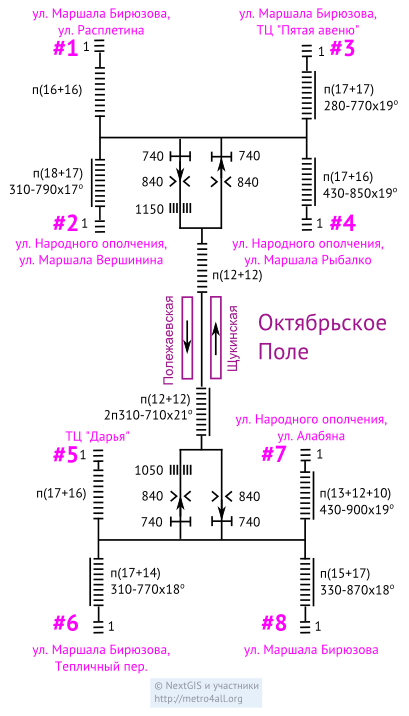 ул. Маршала Бирюзова,
ул. Расплетина
#1 1
ул. Маршала Бирюзова,
ТЦ "Пятая авеню"
1 #3
п(16+16)
п(17+17)
280-770x19°
740
740
п(18+17)
310-790x17°
840
840
п(17+16)
430-850x19°
1150
#2 1
1 #4
ул. Народного ополчения,
ул. Маршала Вершинина
ул. Народного ополчения,
ул. Маршала Рыбалко
п(12+12)
Полежаевская
Щукинская
Октябрьское
Поле
п(12+12)
2п310-710x21°
ТЦ "Дарья"
#5 1
ул. Народного ополчения,
ул. Алабяна
#7 1
1050
п(17+16)
840
840
п(13+12+10)
430-900x19°
740
740
п(17+14)
310-770x18°
п(15+17)
330-870x18°
#6 1
#8 1
ул. Маршала Бирюзова,
Тепличный пер.
ул. Маршала Бирюзова
© NextGIS и участники
http://metro4all.org